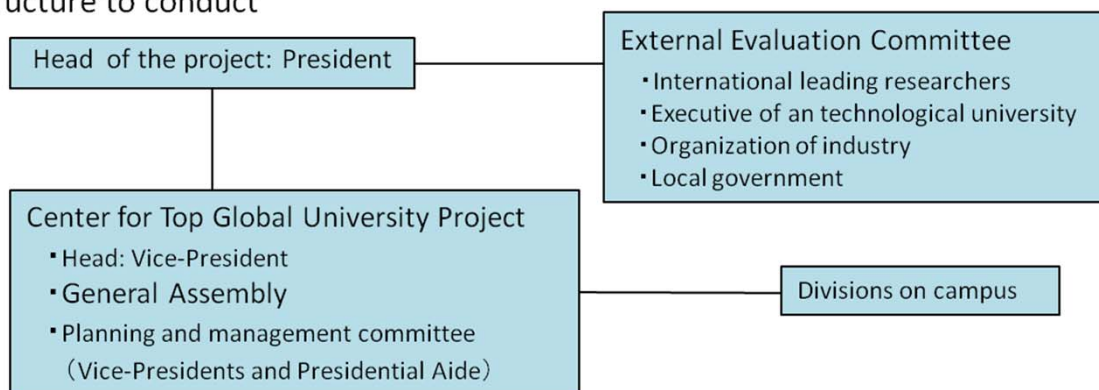 ucture to conduct
Head of the project: President
External Evaluation Committee
・International leading researchers
・Executive of an technological university
・Organization of industry
・Local government
Center for Top Global University Project
・Head: Vice-President
・General Assembly
・Planning and management committee
（Vice-Presidents and Presidential Aide）
Divisions on campus